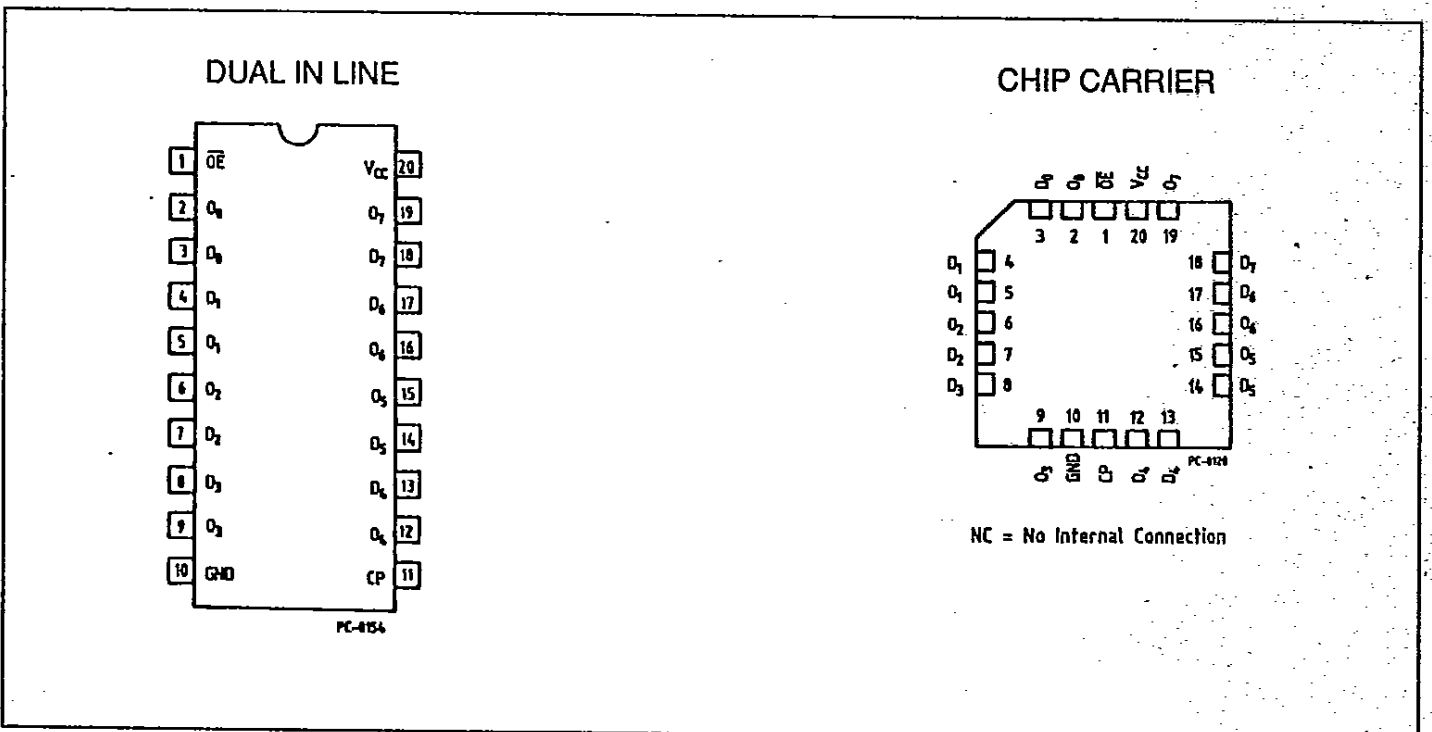 DUAL IN LINE
1 OE VCC 20
2 O0 O7 19
3 D0 D7 18
4 D1 D6 17
5 O1 O6 16
6 O2 O5 15
7 D2 D5 14
8 D3 D4 13
9 O3 O4 12
10 GND CP 11
PC-0154
CHIP CARRIER
D0 O0 OE VCC O7
3 2 1 20 19
D1 4 18 D7
O1 5 17 D6
O2 6 16 O6
D2 7 15 O5
D3 8 14 D5
9 10 11 12 13
O3 GND CP O4 D4
PC-0120
NC = No Internal Connection